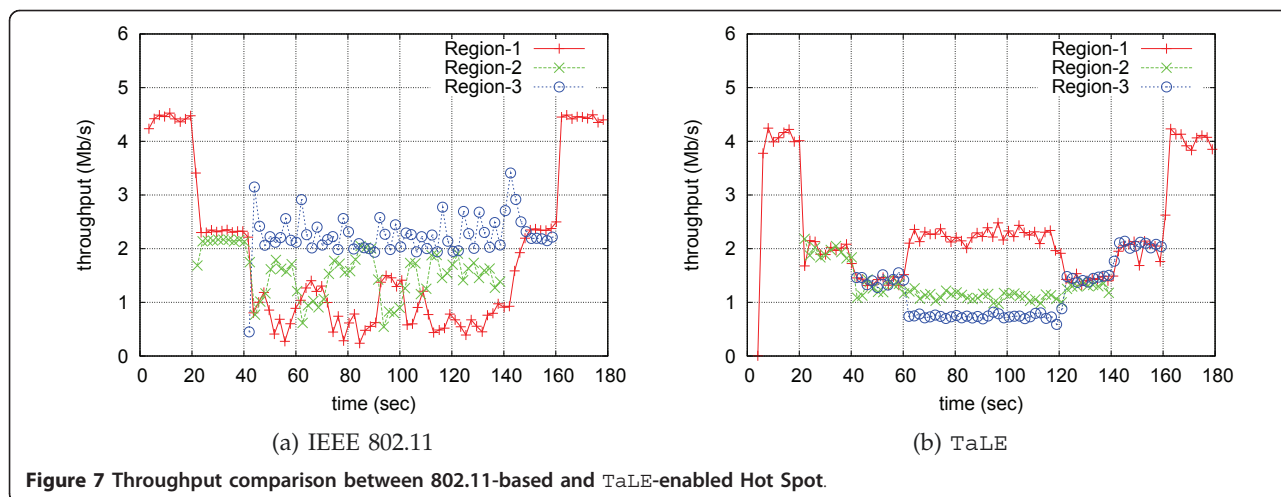 6
5
4
3
2
1
0
throughput (Mb/s)
Region-1
Region-2
Region-3
0 20 40 60 80 100 120 140 160 180
time (sec)
(a) IEEE 802.11
6
5
4
3
2
1
0
throughput (Mb/s)
Region-1
Region-2
Region-3
0 20 40 60 80 100 120 140 160 180
time (sec)
(b) TaLE
Figure 7 Throughput comparison between 802.11-based and TaLE-enabled Hot Spot.